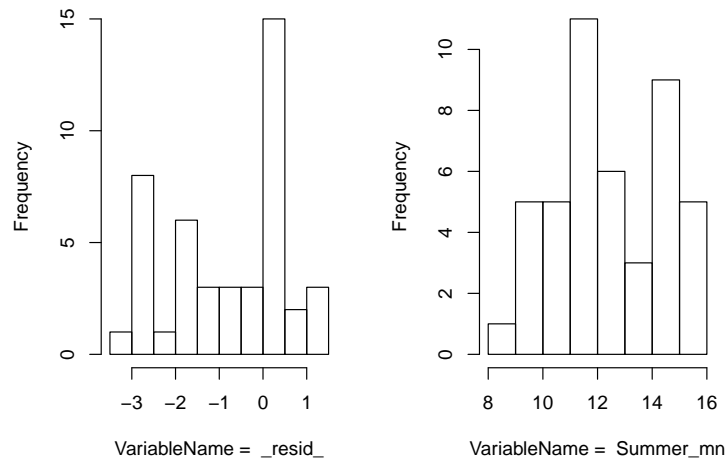 Frequency
15
10
5
0
−3 −2 −1 0 1
VariableName = _resid_
Frequency
10
8
6
4
2
0
8 10 12 14 16
VariableName = Summer_mn